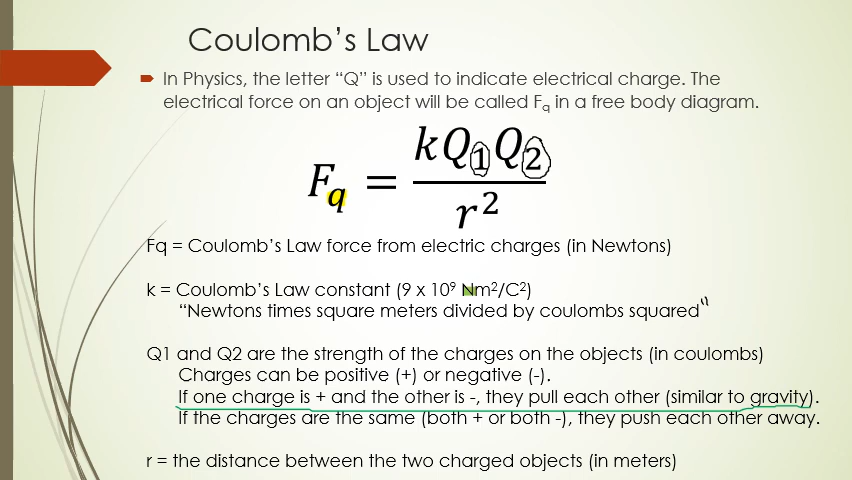 Coulomb's Law
In Physics, the letter “Q” is used to indicate electrical charge. The
electrical force on an object will be called Fq in a free body diagram.
Fq = kQ1Q2 / r²
Fq = Coulomb's Law force from electric charges (in Newtons)
k = Coulomb's Law constant (9 x 10⁹ Nm²/C²)
“Newtons times square meters divided by coulombs squared”
Q1 and Q2 are the strength of the charges on the objects (in coulombs)
Charges can be positive (+) or negative (-).
If one charge is + and the other is -, they pull each other (similar to gravity).
If the charges are the same (both + or both -), they push each other away.
r = the distance between the two charged objects (in meters)